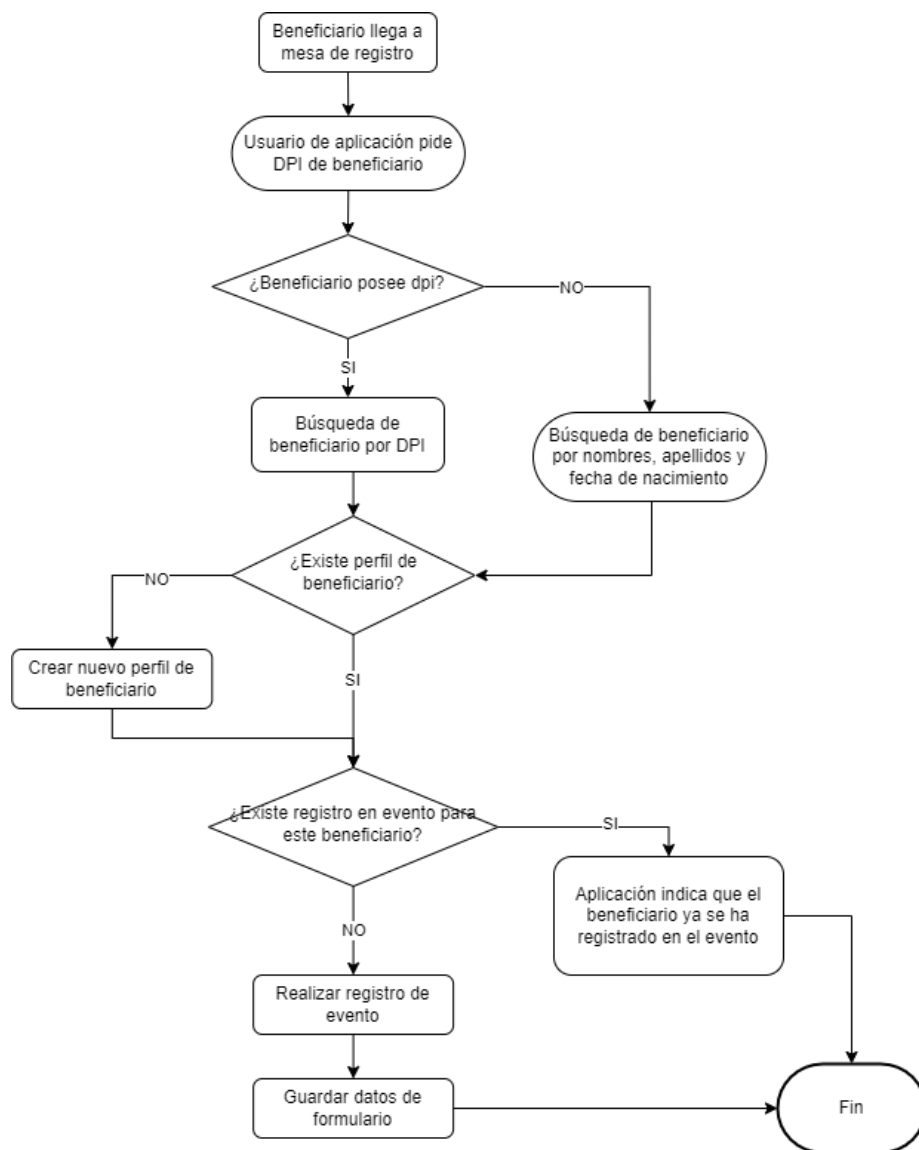 Beneficiario llega a
mesa de registro
Usuario de aplicación pide
DPI de beneficiario
¿Beneficiario posee dpi?
NO
SI
Búsqueda de
beneficiario por DPI
Búsqueda de beneficiario
por nombres, apellidos y
fecha de nacimiento
¿Existe perfil de
beneficiario?
NO
Crear nuevo perfil de
beneficiario
SI
¿Existe registro en evento para
este beneficiario?
SI
Aplicación indica que el
beneficiario ya se ha
registrado en el evento
NO
Realizar registro de
evento
Guardar datos de
formulario
Fin